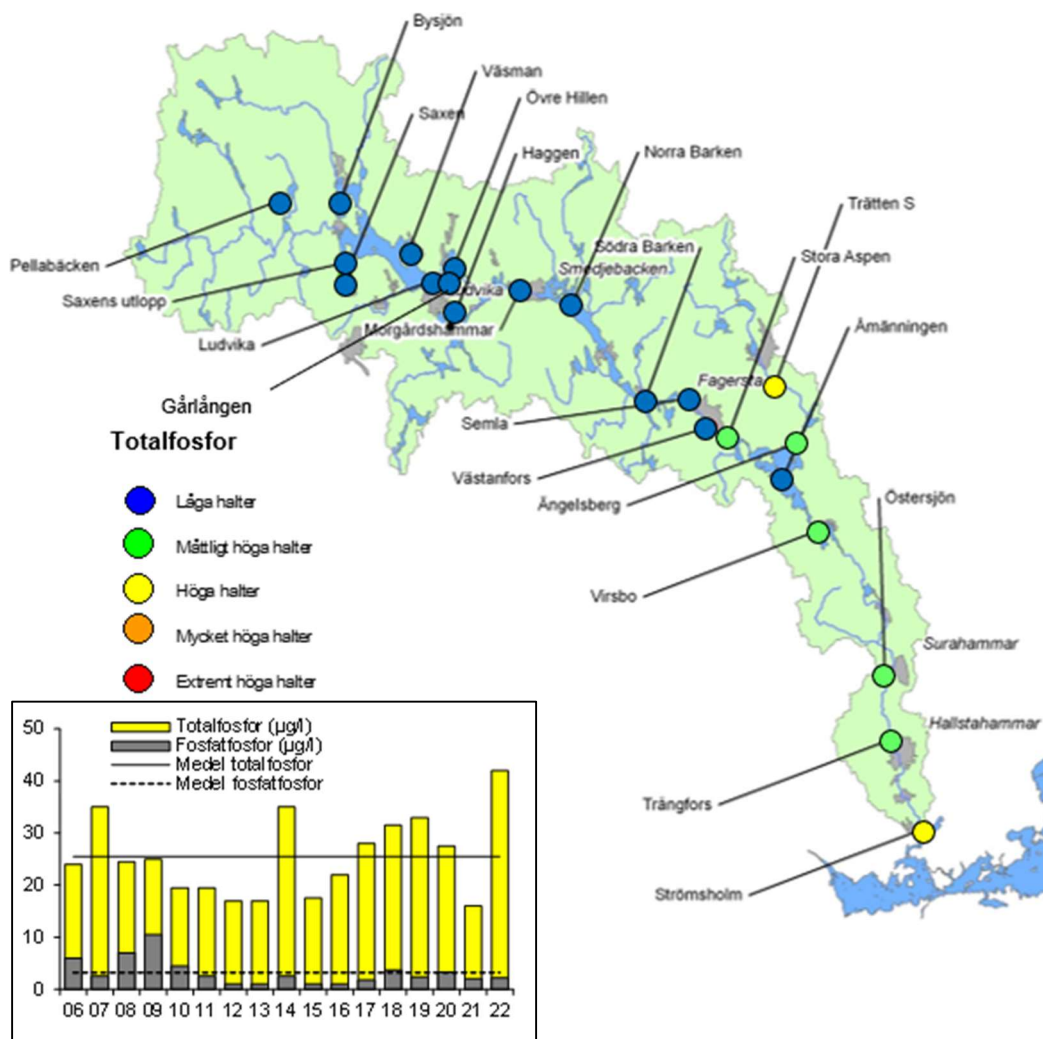 Bysjön
Väsman
Övre Hillen
Saxen
Haggen
Norra Barken
Trätten S
Södra Barken
Stora Aspen
Pellabäcken
Smedjebacken
Saxens utlopp
Ludvika
Åmänningen
Morgårdshammar
Ludvika
Fagersta
Gårlången
Semla
Totalfosfor
Västanfors
Östersjön
Ängelsberg
Låga halter
Måttligt höga halter
Höga halter
Virsbo
Mycket höga halter
Surahammar
Extremt höga halter
Hallstahammar
Trångfors
Strömsholm
50
40
30
20
10
0
Totalfosfor (µg/l)
Fosfatfosfor (µg/l)
Medel totalfosfor
Medel fosfatfosfor
06 07 08 09 10 11 12 13 14 15 16 17 18 19 20 21 22